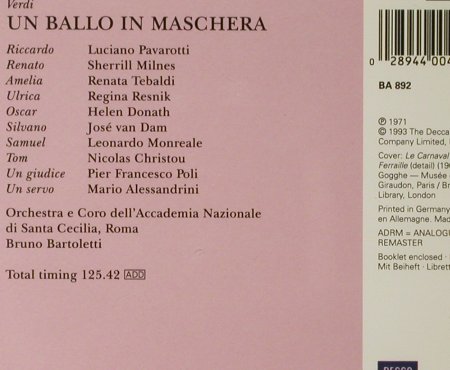 Verdi
UN BALLO IN MASCHERA
Riccardo Luciano Pavarotti
Renato Sherrill Milnes
Amelia Renata Tebaldi
Ulrica Regina Resnik
Oscar Helen Donath
Silvano José van Dam
Samuel Leonardo Monreale
Tom Nicolas Christou
Un giudice Pier Francesco Poli
Un servo Mario Alessandrini
Orchestra e Coro dell'Accademia Nazionale
di Santa Cecilia, Roma
Bruno Bartoletti
Total timing 125.42 ADD
0 28944 004
BA 892
℗ 1971
© 1993 The Decca
Company Limited,
Cover: Le Carnaval
Ferraille (detail) (19
Gogghe — Musée
Giraudon, Paris / Br
Library, London
Printed in Germany
en Allemagne. Mad
ADRM = ANALOGU
REMASTER
Booklet enclosed ·
Mit Beiheft · Librett
DECCA